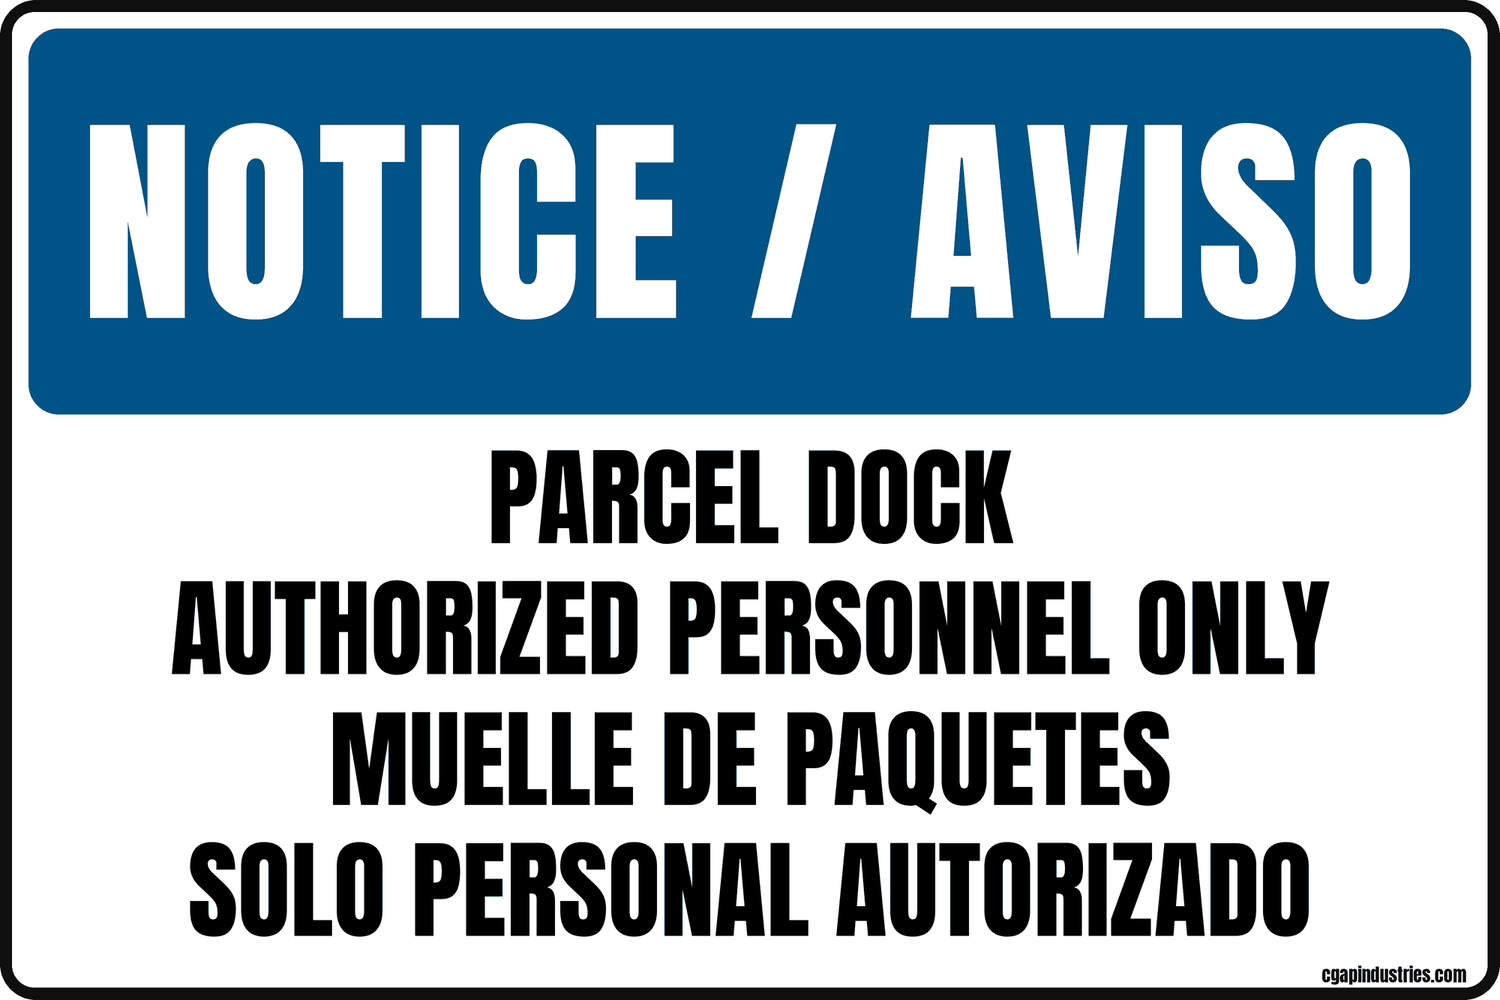 NOTICE / AVISO
PARCEL DOCK
AUTHORIZED PERSONNEL ONLY
MUELLE DE PAQUETES
SOLO PERSONAL AUTORIZADO
cgapindustries.com